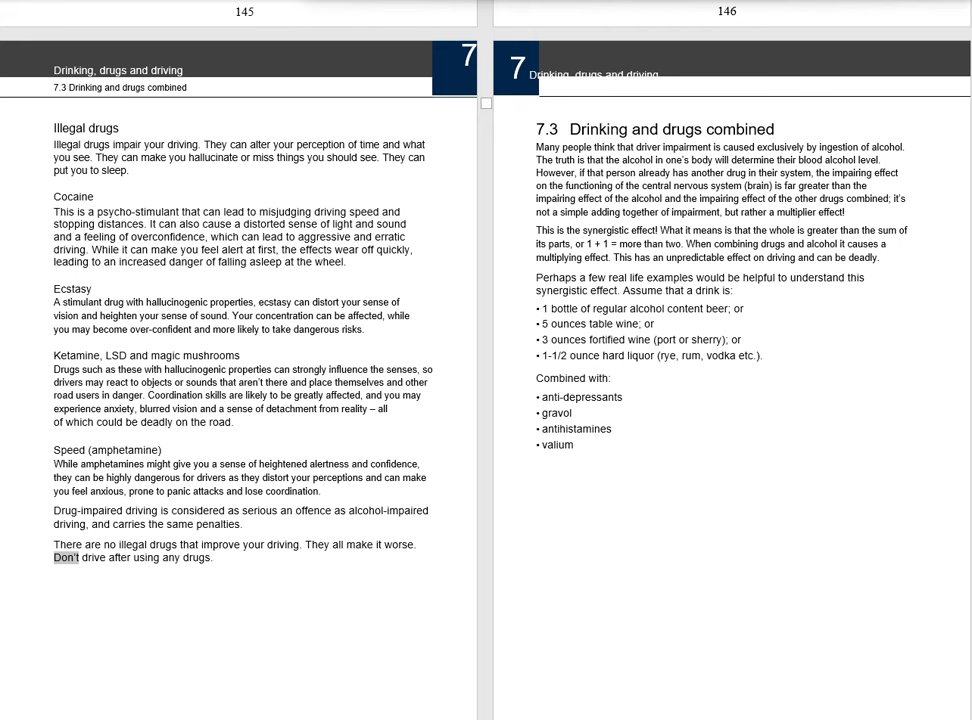 145
7
Drinking, drugs and driving
7.3 Drinking and drugs combined
Illegal drugs
Illegal drugs impair your driving. They can alter your perception of time and what
you see. They can make you hallucinate or miss things you should see. They can
put you to sleep.
Cocaine
This is a psycho-stimulant that can lead to misjudging driving speed and
stopping distances. It can also cause a distorted sense of light and sound
and a feeling of overconfidence, which can lead to aggressive and erratic
driving. While it can make you feel alert at first, the effects wear off quickly,
leading to an increased danger of falling asleep at the wheel.
Ecstasy
A stimulant drug with hallucinogenic properties, ecstasy can distort your sense of
vision and heighten your sense of sound. Your concentration can be affected, while
you may become over-confident and more likely to take dangerous risks.
Ketamine, LSD and magic mushrooms
Drugs such as these with hallucinogenic properties can strongly influence the senses, so
drivers may react to objects or sounds that aren't there and place themselves and other
road users in danger. Coordination skills are likely to be greatly affected, and you may
experience anxiety, blurred vision and a sense of detachment from reality – all
of which could be deadly on the road.
Speed (amphetamine)
While amphetamines might give you a sense of heightened alertness and confidence,
they can be highly dangerous for drivers as they distort your perceptions and can make
you feel anxious, prone to panic attacks and lose coordination.
Drug-impaired driving is considered as serious an offence as alcohol-impaired
driving, and carries the same penalties.
There are no illegal drugs that improve your driving. They all make it worse.
Don't drive after using any drugs.
146
7 Drinking, drugs and driving
7.3 Drinking and drugs combined
Many people think that driver impairment is caused exclusively by ingestion of alcohol.
The truth is that the alcohol in one's body will determine their blood alcohol level.
However, if that person already has another drug in their system, the impairing effect
on the functioning of the central nervous system (brain) is far greater than the
impairing effect of the alcohol and the impairing effect of the other drugs combined; it's
not a simple adding together of impairment, but rather a multiplier effect!
This is the synergistic effect! What it means is that the whole is greater than the sum of
its parts, or 1 + 1 = more than two. When combining drugs and alcohol it causes a
multiplying effect. This has an unpredictable effect on driving and can be deadly.
Perhaps a few real life examples would be helpful to understand this
synergistic effect. Assume that a drink is:
• 1 bottle of regular alcohol content beer; or
• 5 ounces table wine; or
• 3 ounces fortified wine (port or sherry); or
• 1-1/2 ounce hard liquor (rye, rum, vodka etc.).
Combined with:
• anti-depressants
• gravol
• antihistamines
• valium